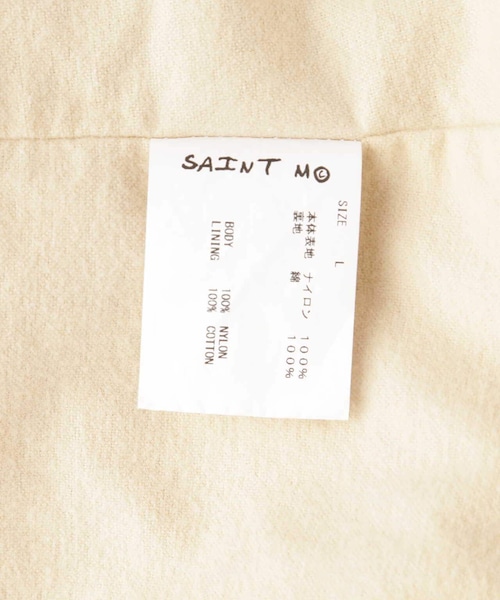 SAINT M©
SIZE L
本体表地 ナイロン 100%
裏地 綿 100%
BODY 100% NYLON
LINING 100% COTTON